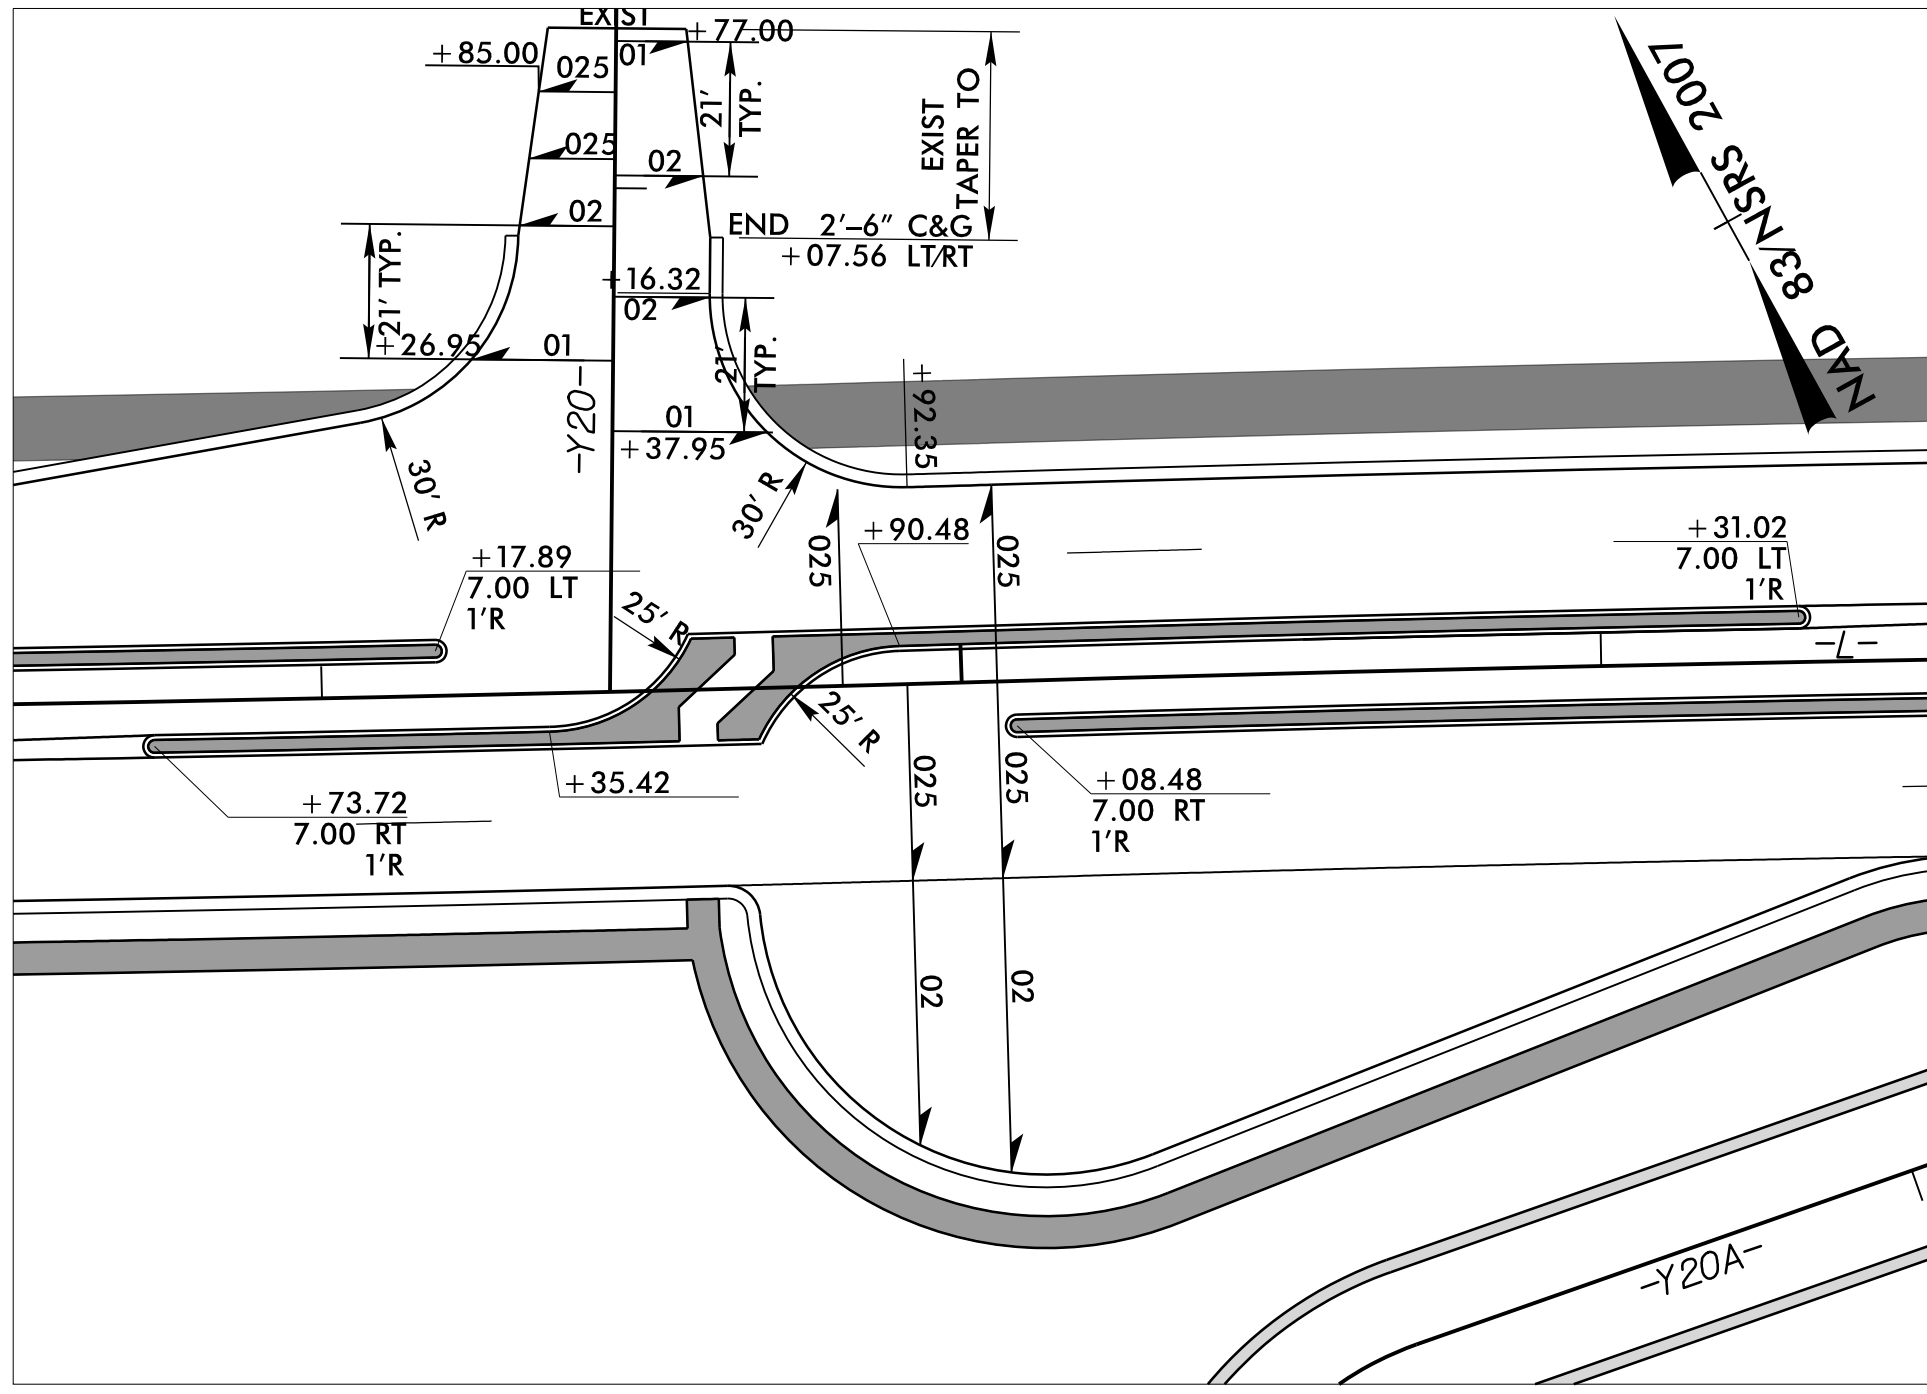 EXIST
+77.00
+85.00
01
025
21'
TYP.
EXIST
TAPER TO
025
02
02
END 2'–6" C&G
+07.56 LT/RT
21' TYP.
+16.32
02
+26.95
01
21'
TYP.
-Y20-
01
+37.95
+92.35
30' R
30' R
NAD 83/NSRS 2007
+90.48
025
025
+31.02
7.00 LT
1'R
+17.89
7.00 LT
1'R
25' R
-L-
25' R
+35.42
025
025
+73.72
7.00 RT
1'R
+08.48
7.00 RT
1'R
02
02
-Y20A-